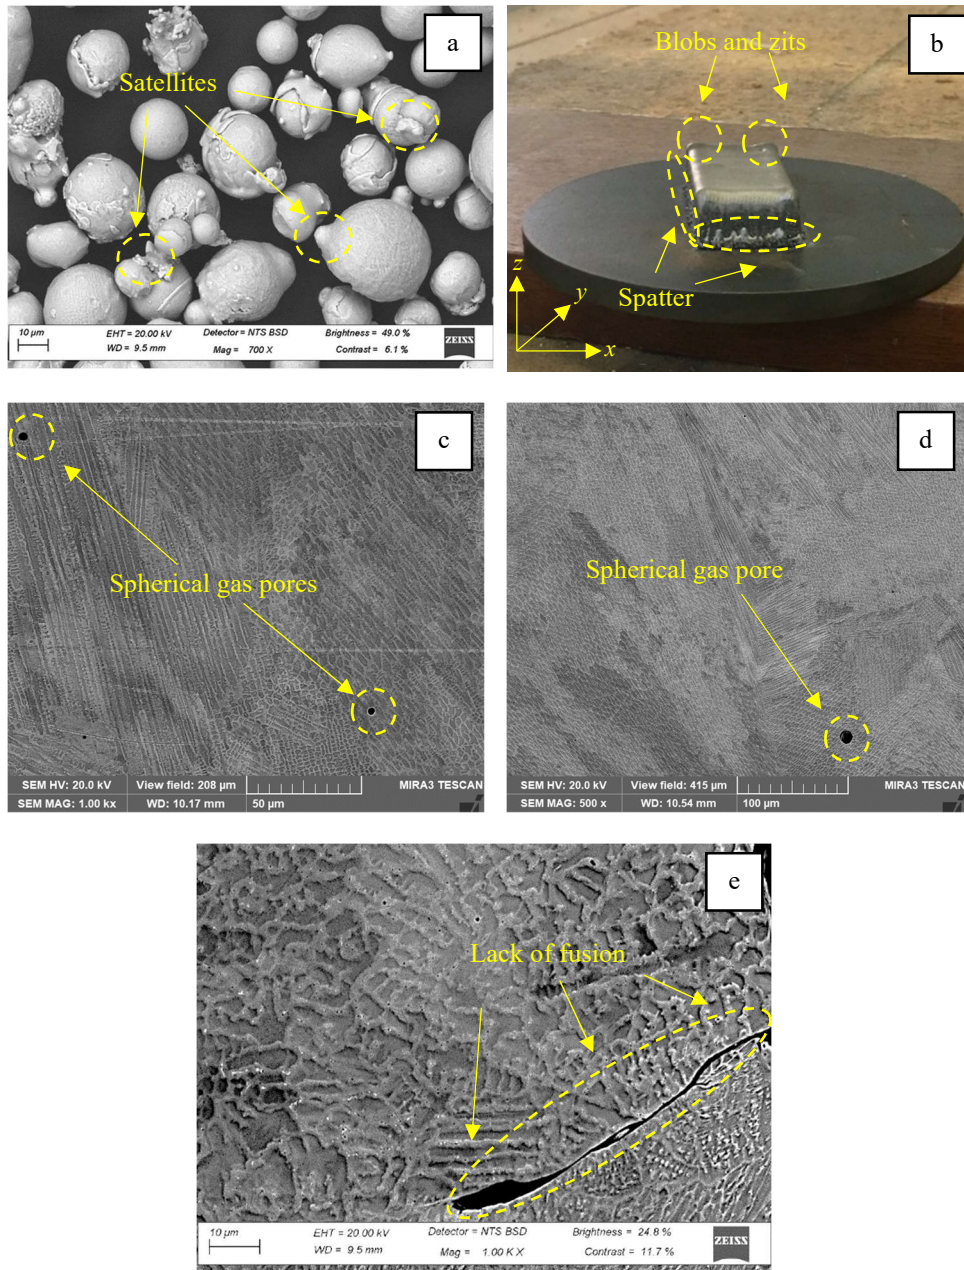 a
Satellites
10 µm
EHT = 20.00 kV
Detector = NTS BSD
Brightness = 49.0 %
WD = 9.5 mm
Mag = 700 X
Contrast = 6.1 %
ZEISS
b
Blobs and zits
Spatter
z
y
x
c
Spherical gas pores
SEM HV: 20.0 kV
View field: 208 µm
MIRA3 TESCAN
SEM MAG: 1.00 kx
WD: 10.17 mm
50 µm
d
Spherical gas pore
SEM HV: 20.0 kV
View field: 415 µm
MIRA3 TESCAN
SEM MAG: 500 x
WD: 10.54 mm
100 µm
e
Lack of fusion
10 µm
EHT = 20.00 kV
Detector = NTS BSD
Brightness = 24.8 %
WD = 9.5 mm
Mag = 1.00 K X
Contrast = 11.7 %
ZEISS